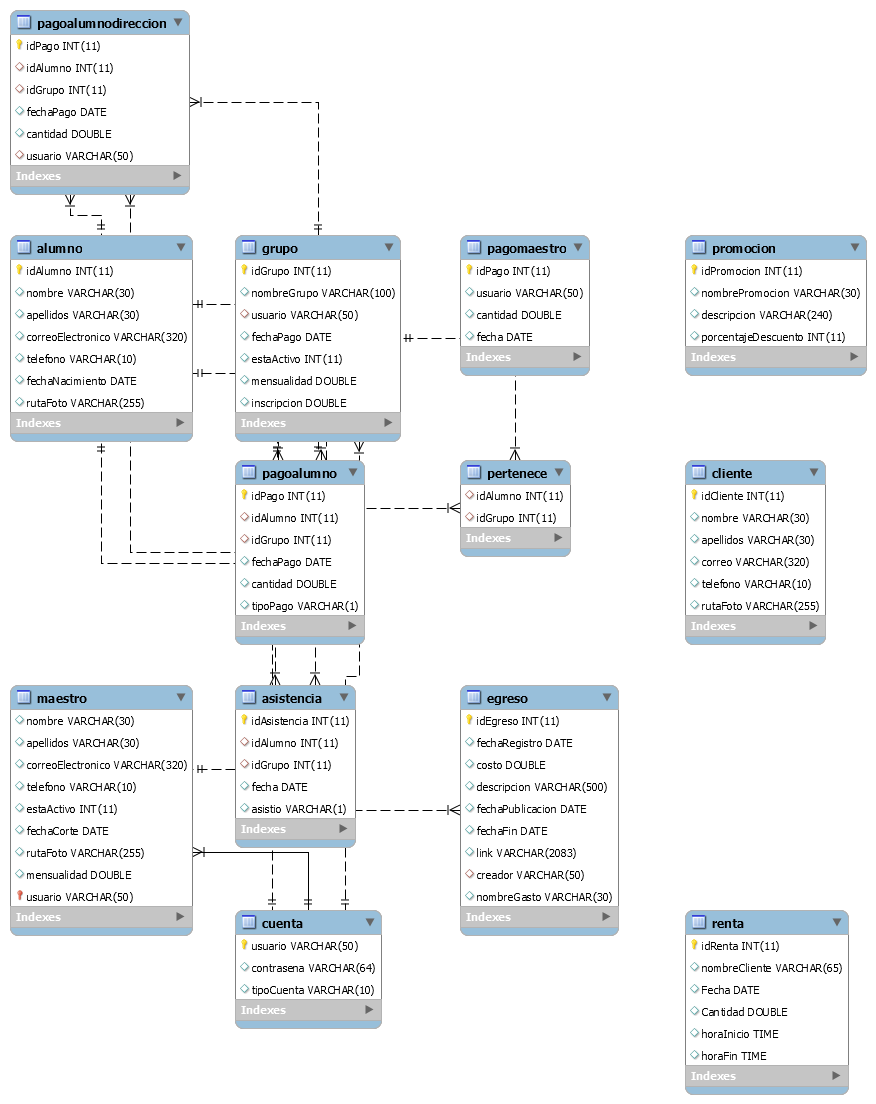 pagoalumnodireccion
idPago INT(11)
idAlumno INT(11)
idGrupo INT(11)
fechaPago DATE
cantidad DOUBLE
usuario VARCHAR(50)
Indexes
alumno
idAlumno INT(11)
nombre VARCHAR(30)
apellidos VARCHAR(30)
correoElectronico VARCHAR(320)
telefono VARCHAR(10)
fechaNacimiento DATE
rutaFoto VARCHAR(255)
Indexes
grupo
idGrupo INT(11)
nombreGrupo VARCHAR(100)
usuario VARCHAR(50)
fechaPago DATE
estaActivo INT(11)
mensualidad DOUBLE
inscripcion DOUBLE
Indexes
pagomaestro
idPago INT(11)
usuario VARCHAR(50)
cantidad DOUBLE
fecha DATE
Indexes
promocion
idPromocion INT(11)
nombrePromocion VARCHAR(30)
descripcion VARCHAR(240)
porcentajeDescuento INT(11)
Indexes
pagoalumno
idPago INT(11)
idAlumno INT(11)
idGrupo INT(11)
fechaPago DATE
cantidad DOUBLE
tipoPago VARCHAR(1)
Indexes
pertenece
idAlumno INT(11)
idGrupo INT(11)
Indexes
cliente
idCliente INT(11)
nombre VARCHAR(30)
apellidos VARCHAR(30)
correo VARCHAR(320)
telefono VARCHAR(10)
rutaFoto VARCHAR(255)
Indexes
maestro
nombre VARCHAR(30)
apellidos VARCHAR(30)
correoElectronico VARCHAR(320)
telefono VARCHAR(10)
estaActivo INT(11)
fechaCorte DATE
rutaFoto VARCHAR(255)
mensualidad DOUBLE
usuario VARCHAR(50)
Indexes
asistencia
idAsistencia INT(11)
idAlumno INT(11)
idGrupo INT(11)
fecha DATE
asistio VARCHAR(1)
Indexes
egreso
idEgreso INT(11)
fechaRegistro DATE
costo DOUBLE
descripcion VARCHAR(500)
fechaPublicacion DATE
fechaFin DATE
link VARCHAR(2083)
creador VARCHAR(50)
nombreGasto VARCHAR(30)
Indexes
cuenta
usuario VARCHAR(50)
contrasena VARCHAR(64)
tipoCuenta VARCHAR(10)
Indexes
renta
idRenta INT(11)
nombreCliente VARCHAR(65)
Fecha DATE
Cantidad DOUBLE
horaInicio TIME
horaFin TIME
Indexes